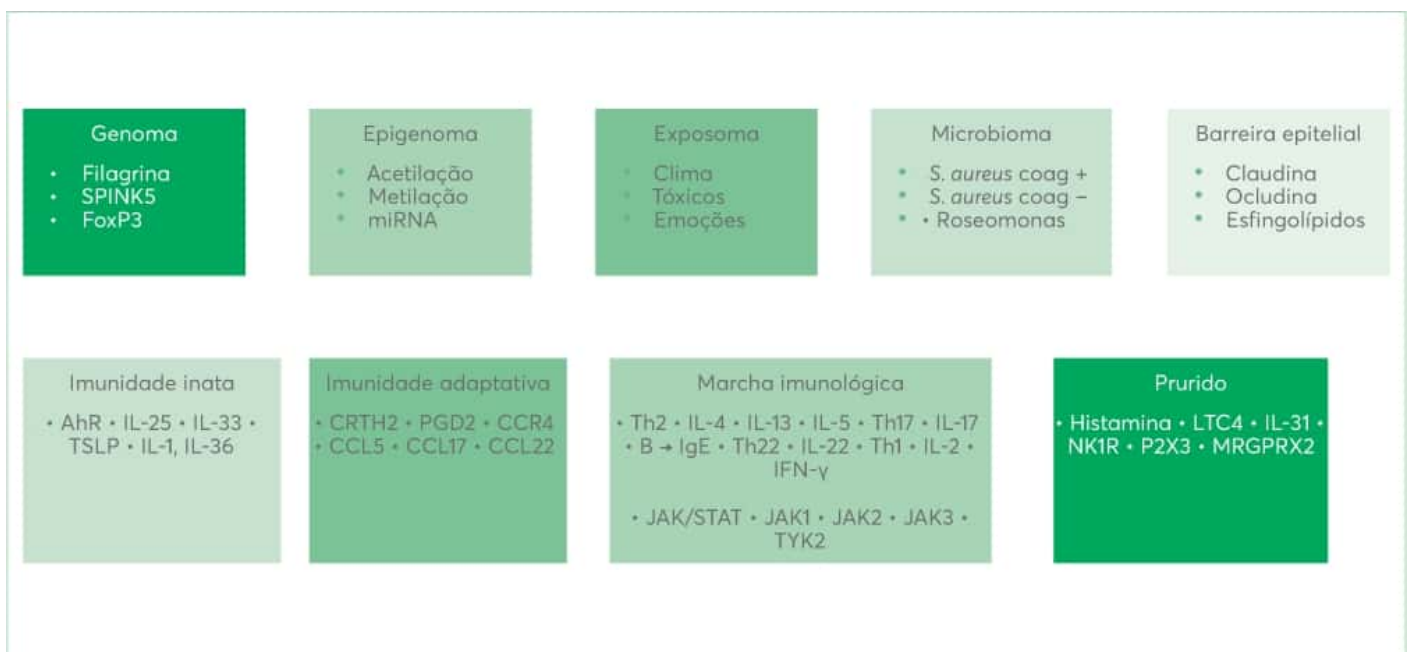 Genoma
• Filagrina
• SPINK5
• FoxP3
Epigenoma
• Acetilação
• Metilação
• miRNA
Exposoma
• Clima
• Tóxicos
• Emoções
Microbioma
• S. aureus coag +
• S. aureus coag –
• • Roseomonas
Barreira epitelial
• Claudina
• Ocludina
• Esfingolípidos
Imunidade inata
• AhR • IL-25 • IL-33 •
TSLP • IL-1, IL-36
Imunidade adaptativa
• CRTH2 • PGD2 • CCR4
• CCL5 • CCL17 • CCL22
Marcha imunológica
• Th2 • IL-4 • IL-13 • IL-5 • Th17 • IL-17
• B → IgE • Th22 • IL-22 • Th1 • IL-2 •
IFN-γ
• JAK/STAT • JAK1 • JAK2 • JAK3 •
TYK2
Prurido
• Histamina • LTC4 • IL-31 •
NK1R • P2X3 • MRGPRX2